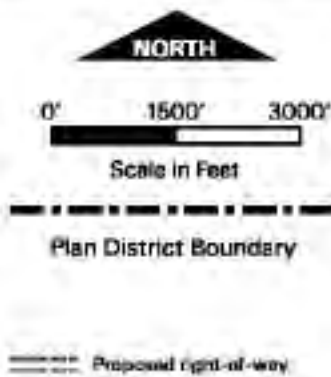 NORTH
0' 1500' 3000'
Scale in Feet
Plan District Boundary
Proposed right-of-way